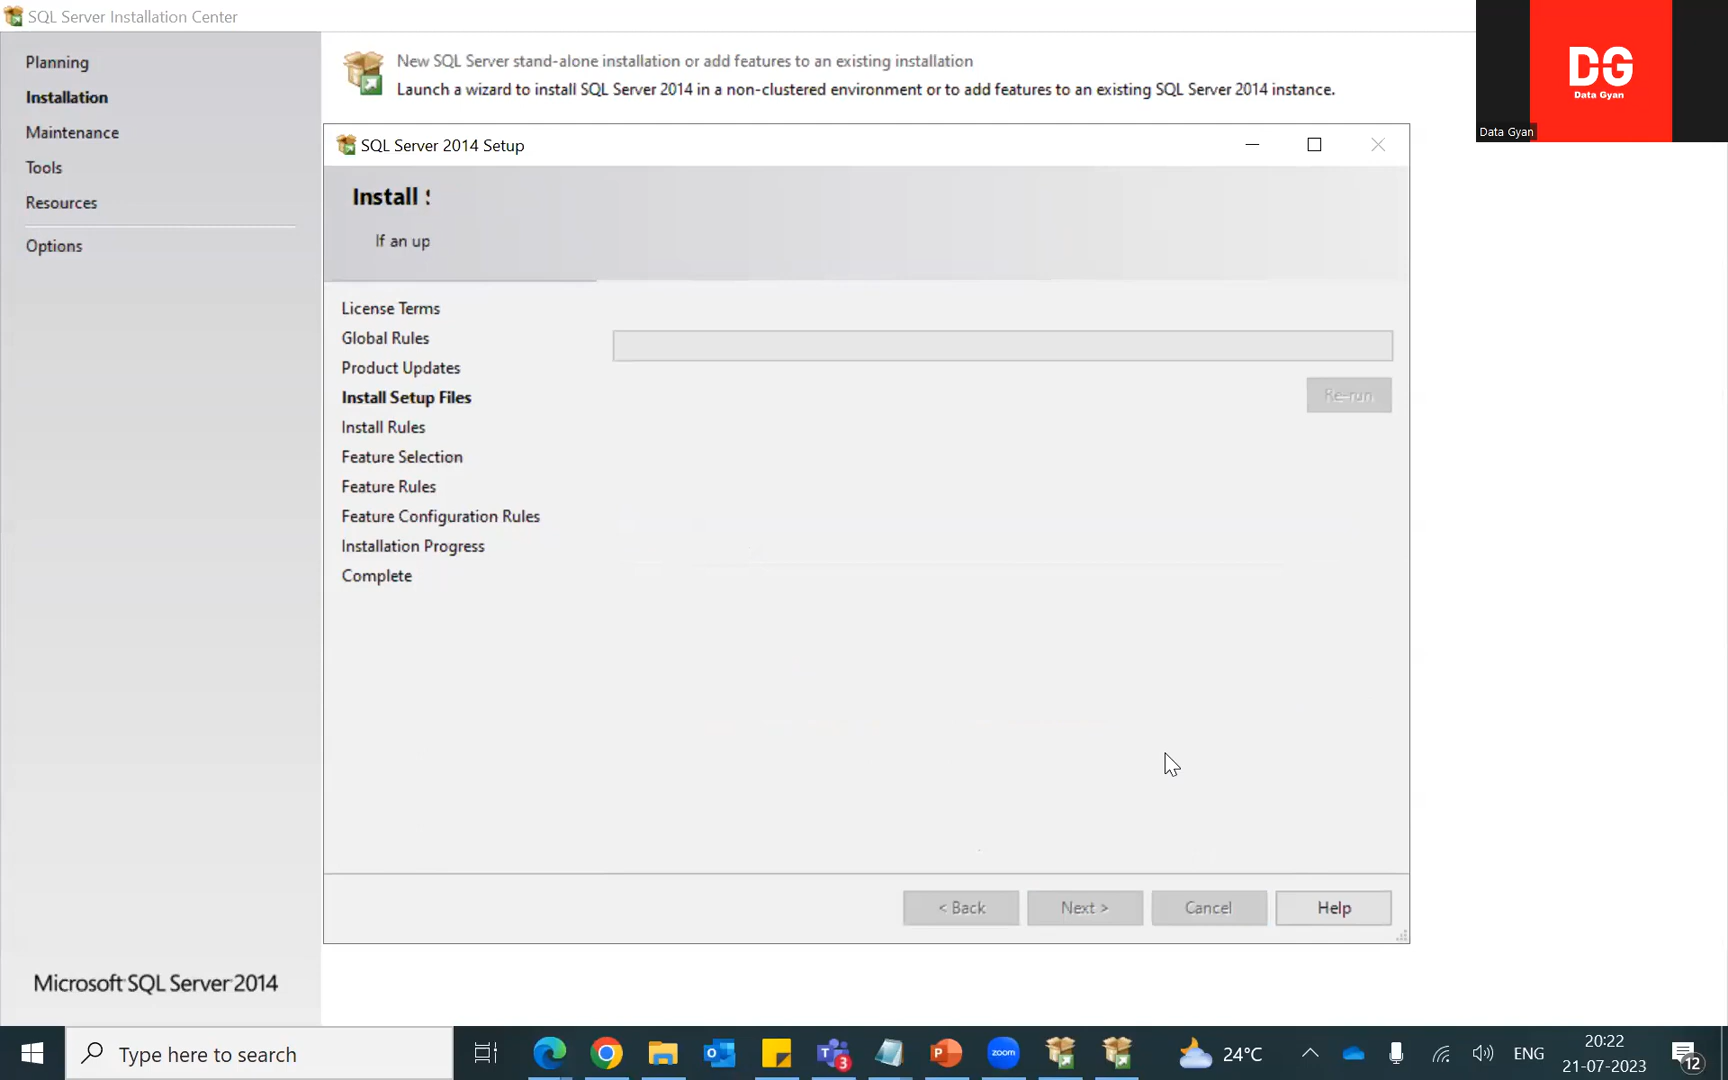 SQL Server Installation Center
Planning
Installation
Maintenance
Tools
Resources
Options
New SQL Server stand-alone installation or add features to an existing installation
Launch a wizard to install SQL Server 2014 in a non-clustered environment or to add features to an existing SQL Server 2014 instance.
DG
Data Gyan
Data Gyan
SQL Server 2014 Setup
Install
If an up
License Terms
Global Rules
Product Updates
Install Setup Files
Install Rules
Feature Selection
Feature Rules
Feature Configuration Rules
Installation Progress
Complete
Re-run
< Back
Next >
Cancel
Help
Microsoft SQL Server 2014
Type here to search
3
zoom
24°C
ENG
20:22
21-07-2023
12